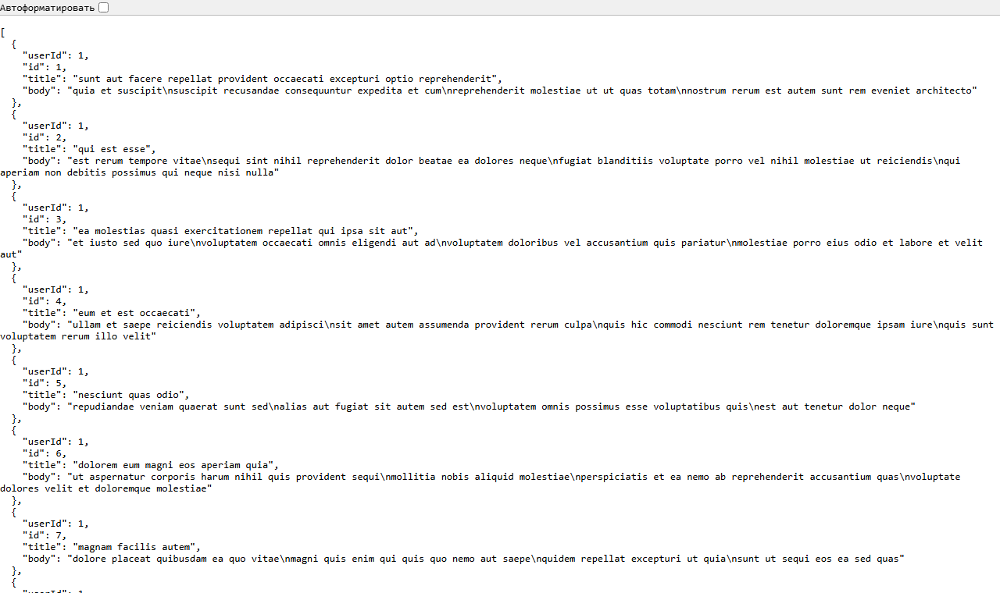 Автоформатировать
[
  {
    "userId": 1,
    "id": 1,
    "title": "sunt aut facere repellat provident occaecati excepturi optio reprehenderit",
    "body": "quia et suscipit\nsuscipit recusandae consequuntur expedita et cum\nreprehenderit molestiae ut ut quas totam\nnostrum rerum est autem sunt rem eveniet architecto"
  },
  {
    "userId": 1,
    "id": 2,
    "title": "qui est esse",
    "body": "est rerum tempore vitae\nsequi sint nihil reprehenderit dolor beatae ea dolores neque\nfugiat blanditiis voluptate porro vel nihil molestiae ut reiciendis\nqui
aperiam non debitis possimus qui neque nisi nulla"
  },
  {
    "userId": 1,
    "id": 3,
    "title": "ea molestias quasi exercitationem repellat qui ipsa sit aut",
    "body": "et iusto sed quo iure\nvoluptatem occaecati omnis eligendi aut ad\nvoluptatem doloribus vel accusantium quis pariatur\nmolestiae porro eius odio et labore et velit
aut"
  },
  {
    "userId": 1,
    "id": 4,
    "title": "eum et est occaecati",
    "body": "ullam et saepe reiciendis voluptatem adipisci\nsit amet autem assumenda provident rerum culpa\nquis hic commodi nesciunt rem tenetur doloremque ipsam iure\nquis sunt
voluptatem rerum illo velit"
  },
  {
    "userId": 1,
    "id": 5,
    "title": "nesciunt quas odio",
    "body": "repudiandae veniam quaerat sunt sed\nalias aut fugiat sit autem sed est\nvoluptatem omnis possimus esse voluptatibus quis\nest aut tenetur dolor neque"
  },
  {
    "userId": 1,
    "id": 6,
    "title": "dolorem eum magni eos aperiam quia",
    "body": "ut aspernatur corporis harum nihil quis provident sequi\nmollitia nobis aliquid molestiae\nperspiciatis et ea nemo ab reprehenderit accusantium quas\nvoluptate
dolores velit et doloremque molestiae"
  },
  {
    "userId": 1,
    "id": 7,
    "title": "magnam facilis autem",
    "body": "dolore placeat quibusdam ea quo vitae\nmagni quis enim qui quis quo nemo aut saepe\nquidem repellat excepturi ut quia\nsunt ut sequi eos ea sed quas"
  },
  {
    "userId": 1,